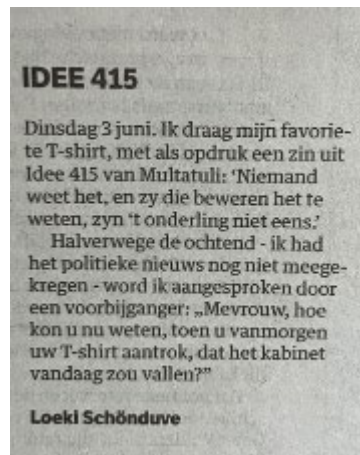 IDEE 415
Dinsdag 3 juni. Ik draag mijn favorie-
te T-shirt, met als opdruk een zin uit
Idee 415 van Multatuli: ‘Niemand
weet het, en zy die beweren het te
weten, zyn ‘t onderling niet eens.’
Halverwege de ochtend - ik had
het politieke nieuws nog niet meege-
kregen - word ik aangesproken door
een voorbijganger: „Mevrouw, hoe
kon u nu weten, toen u vanmorgen
uw T-shirt aantrok, dat het kabinet
vandaag zou vallen?”
Loeki Schönduve